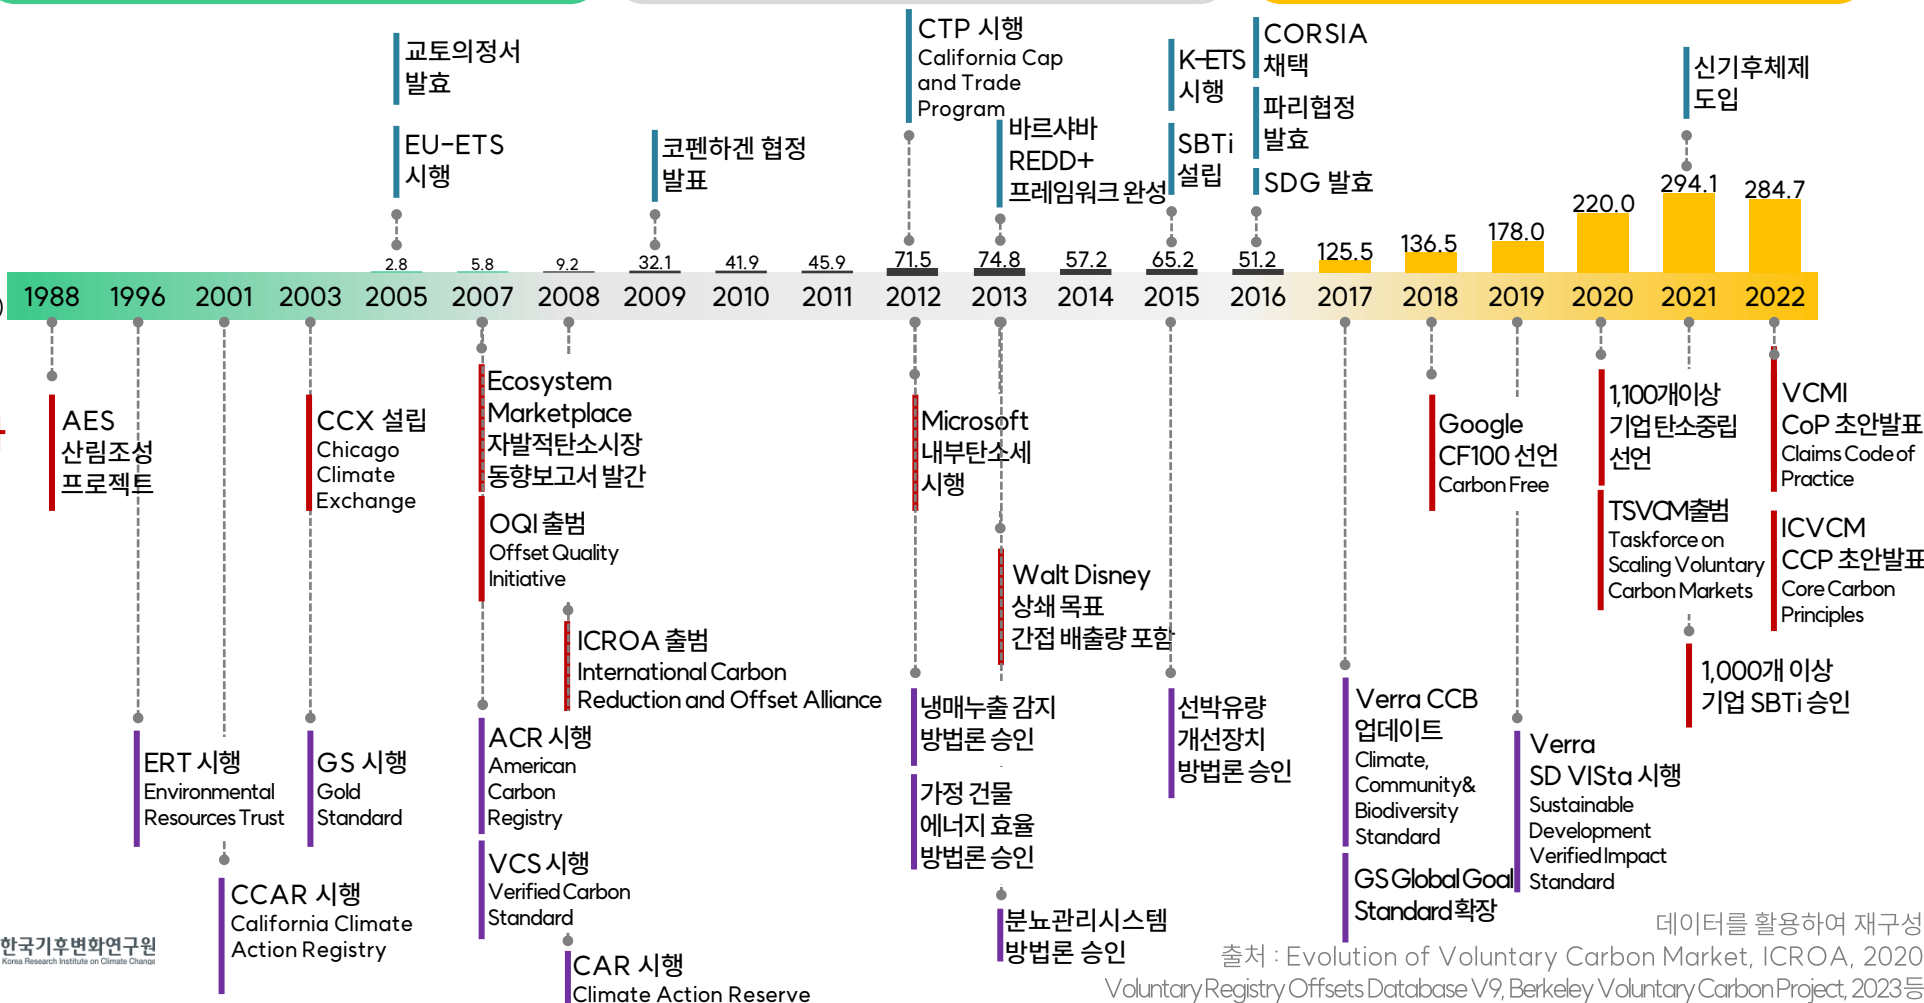 교토의정서
발효
EU-ETS
시행
코펜하겐 협정
발표
CTP 시행
California Cap
and Trade
Program
바르샤바
REDD+
프레임워크 완성
K-ETS
시행
SBTi
설립
CORSIA
채택
파리협정
발효
SDG 발효
신기후체제
도입
2.8 5.8 9.2 32.1 41.9 45.9 71.5 74.8 57.2 65.2 51.2 125.5 136.5 178.0 220.0 294.1 284.7
1988 1996 2001 2003 2005 2007 2008 2009 2010 2011 2012 2013 2014 2015 2016 2017 2018 2019 2020 2021 2022
AES
산림조성
프로젝트
CCX 설립
Chicago
Climate
Exchange
Ecosystem
Marketplace
자발적탄소시장
동향보고서 발간
OQI 출범
Offset Quality
Initiative
ICROA 출범
International Carbon
Reduction and Offset Alliance
Microsoft
내부탄소세
시행
Walt Disney
상쇄 목표
간접 배출량 포함
Google
CF100 선언
Carbon Free
1,100개이상
기업 탄소중립
선언
TSVCM출범
Taskforce on
Scaling Voluntary
Carbon Markets
1,000개 이상
기업 SBTi 승인
VCMI
CoP 초안발표
Claims Code of
Practice
ICVCM
CCP 초안발표
Core Carbon
Principles
ERT 시행
Environmental
Resources Trust
CCAR 시행
California Climate
Action Registry
GS 시행
Gold
Standard
ACR 시행
American
Carbon
Registry
VCS 시행
Verified Carbon
Standard
CAR 시행
Climate Action Reserve
냉매누출 감지
방법론 승인
가정 건물
에너지 효율
방법론 승인
분뇨관리시스템
방법론 승인
선박유량
개선장치
방법론 승인
Verra CCB
업데이트
Climate,
Community&
Biodiversity
Standard
GS Global Goal
Standard 확장
Verra
SD VISta 시행
Sustainable
Development
Verified Impact
Standard
한국기후변화연구원
Korea Research Institute on Climate Change
데이터를 활용하여 재구성
출처 : Evolution of Voluntary Carbon Market, ICROA, 2020
Voluntary Registry Offsets Database V9, Berkeley Voluntary Carbon Project, 2023등